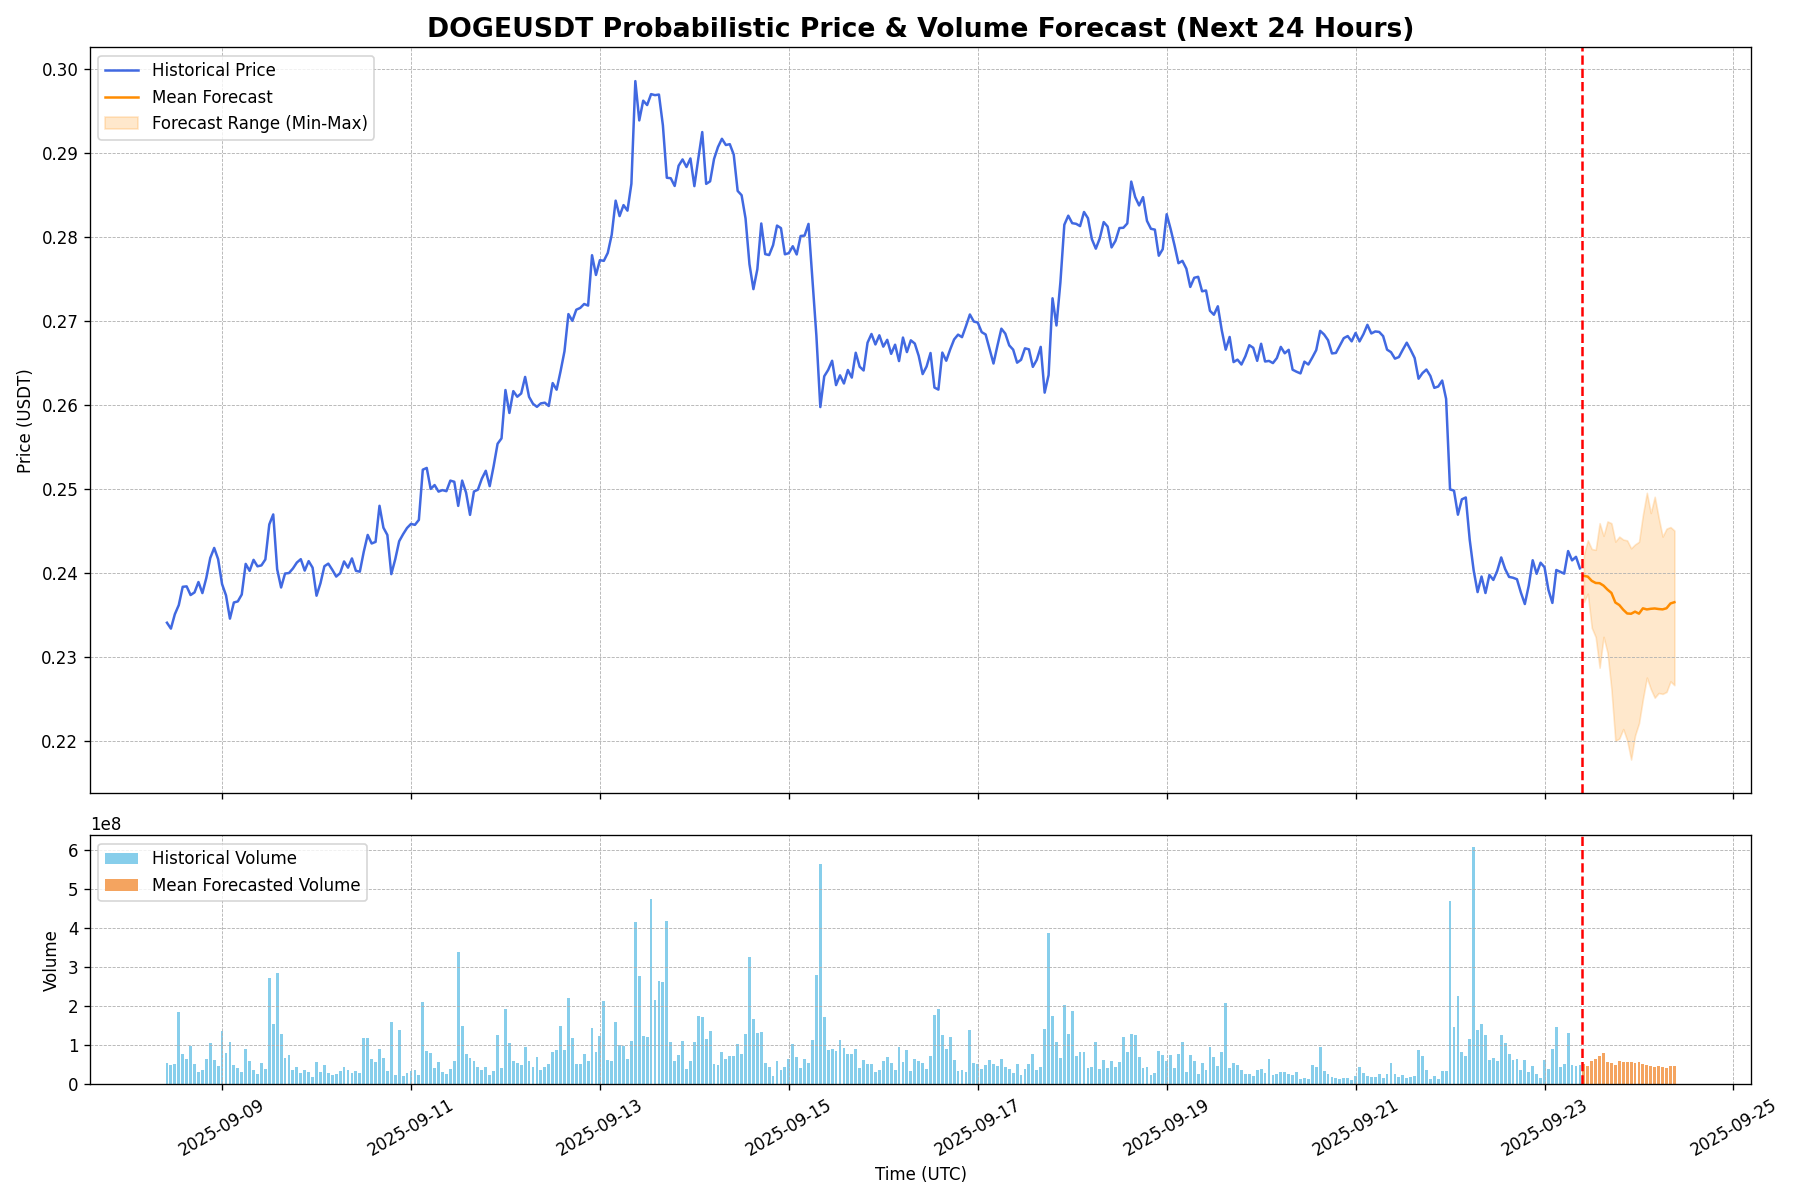 DOGEUSDT Probabilistic Price & Volume Forecast (Next 24 Hours)
Historical Price
Mean Forecast
Forecast Range (Min-Max)
0.30
0.29
0.28
0.27
0.26
0.25
0.24
0.23
0.22
Price (USDT)
1e8
Historical Volume
Mean Forecasted Volume
6
5
4
3
2
1
0
Volume
2025-09-09
2025-09-11
2025-09-13
2025-09-15
2025-09-17
2025-09-19
2025-09-21
2025-09-23
2025-09-25
Time (UTC)